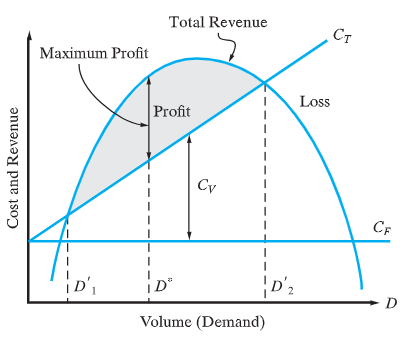 Total Revenue
C_T
Maximum Profit
Profit
Loss
Cost and Revenue
C_V
C_F
D'_1
D*
D'_2
D
Volume (Demand)